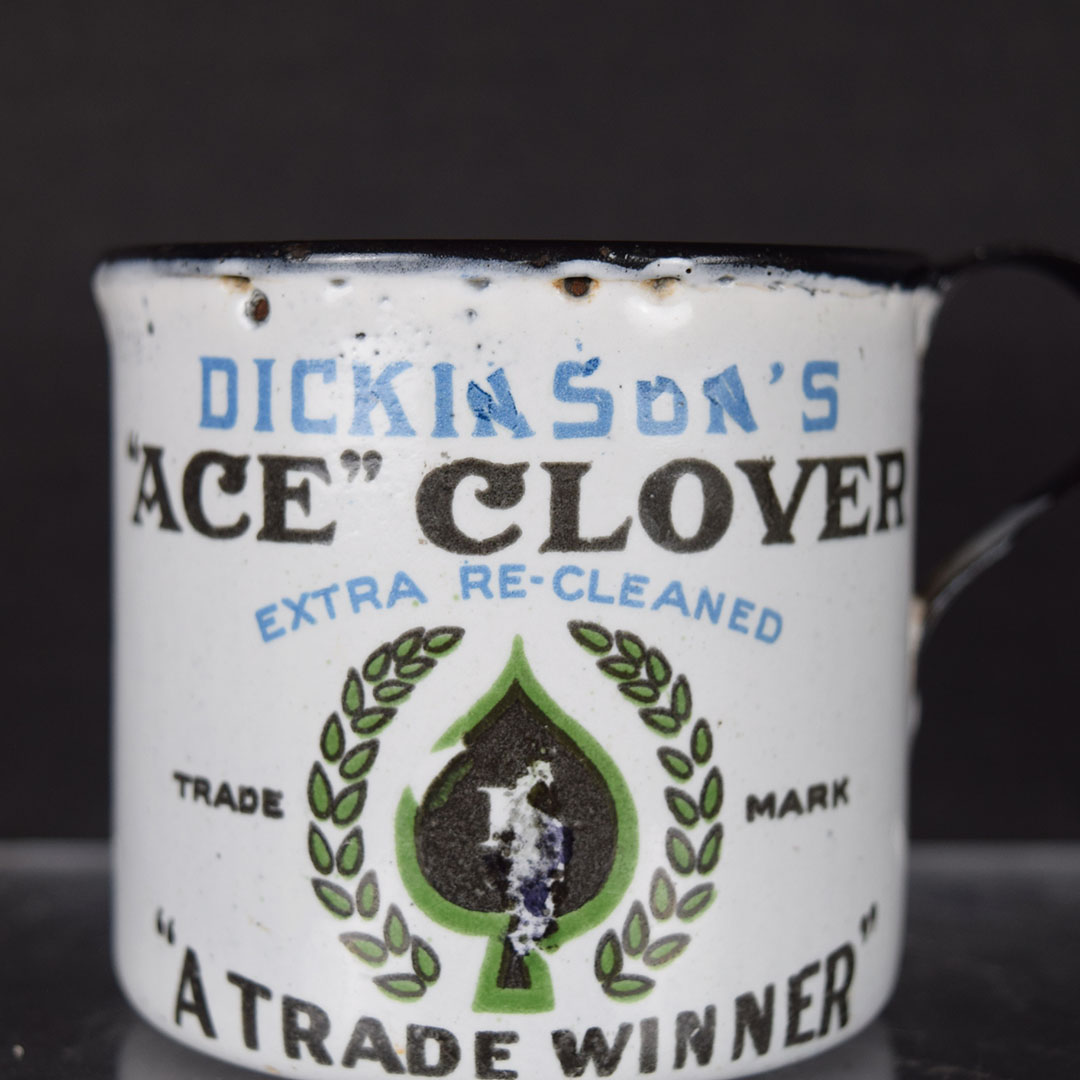 DICKINSON'S
"ACE" CLOVER
EXTRA RE-CLEANED
TRADE MARK
"A TRADE WINNER"